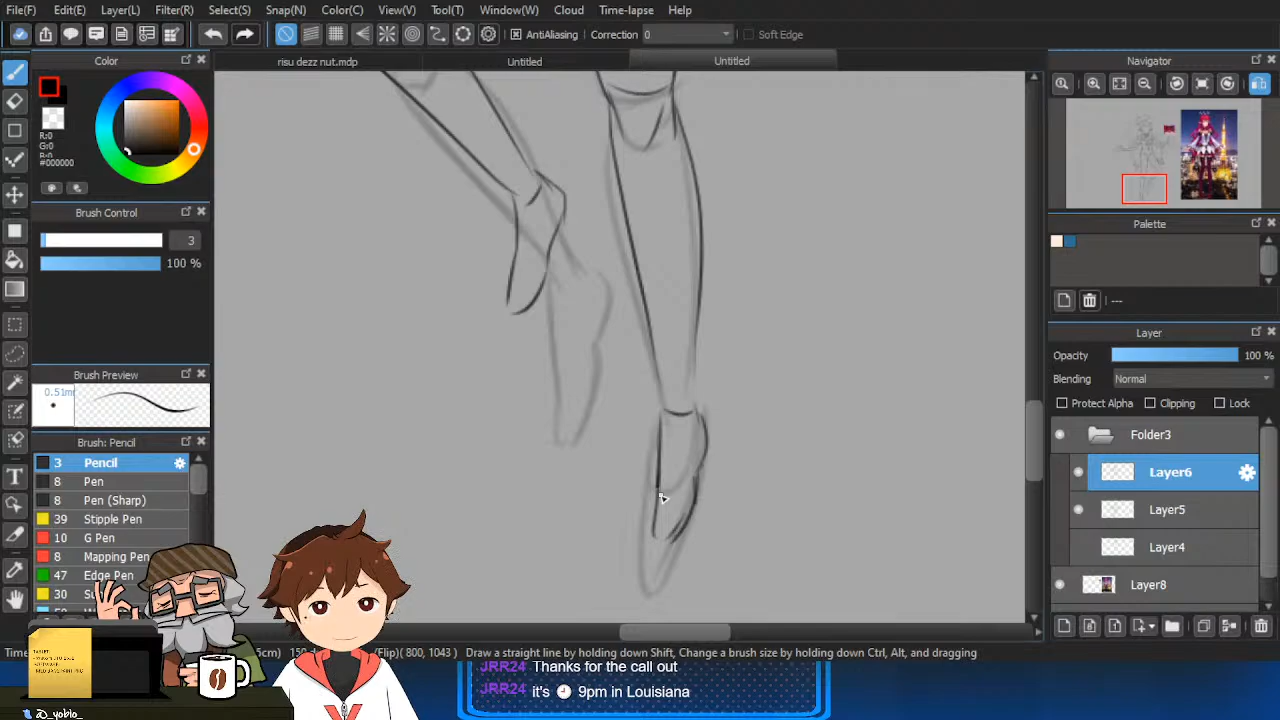 File(F) Edit(E) Layer(L) Filter(R) Select(S) Snap(N) Color(C) View(V) Tool(T) Window(W) Cloud Time-lapse Help
AntiAliasing Correction 0 Soft Edge
Color
risu dezz nut.mdp Untitled Untitled
Navigator
R:0
G:0
#000000
Brush Control
3
100 %
Palette
---
Layer
Opacity 100 %
Blending Normal
Protect Alpha Clipping Lock
Brush Preview
0.51m
Brush: Pencil
3 Pencil
8 Pen
8 Pen (Sharp)
39 Stipple Pen
10 G Pen
8 Mapping Pen
47 Edge Pen
30
Folder3
Layer6
Layer5
Layer4
Layer8
(Flip)( 800, 1043 ) Draw a straight line by holding down Shift, Change a brush size by holding down Ctrl, Alt, and dragging
JRR24 Thanks for the call out
JRR24 it's 9pm in Louisiana